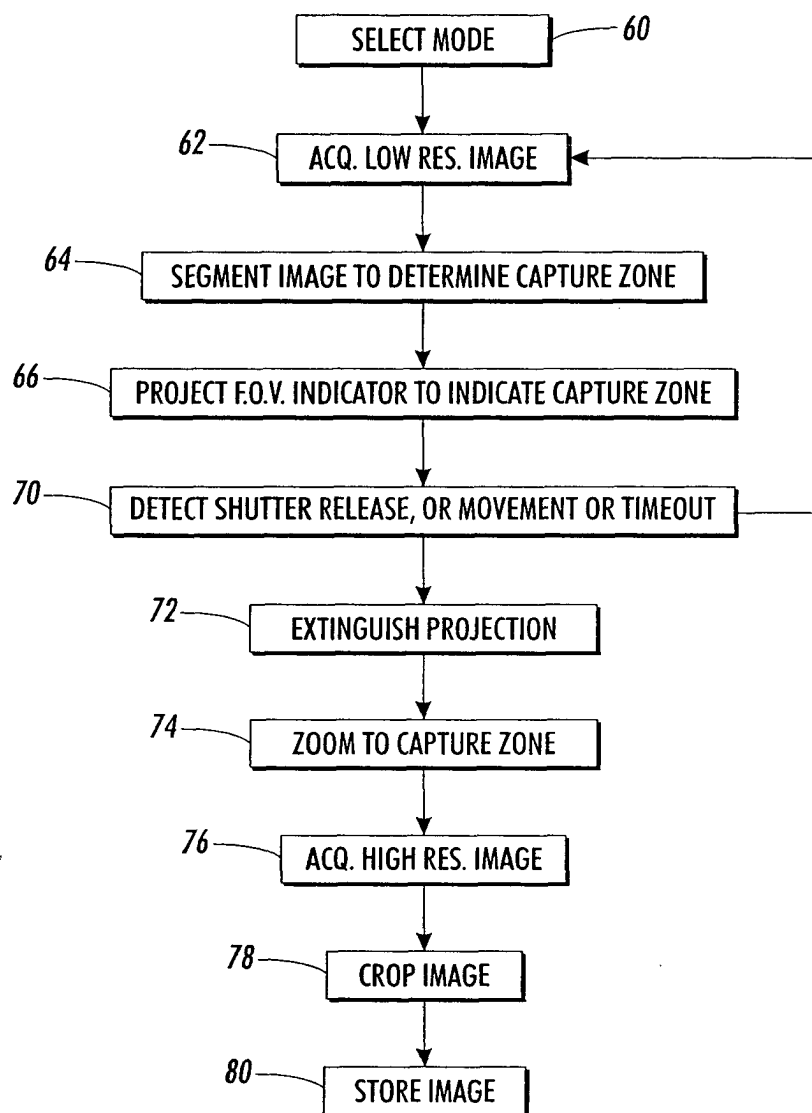 SELECT MODE 60
62 ACQ. LOW RES. IMAGE
64 SEGMENT IMAGE TO DETERMINE CAPTURE ZONE
66 PROJECT F.O.V. INDICATOR TO INDICATE CAPTURE ZONE
70 DETECT SHUTTER RELEASE, OR MOVEMENT OR TIMEOUT
72 EXTINGUISH PROJECTION
74 ZOOM TO CAPTURE ZONE
76 ACQ. HIGH RES. IMAGE
78 CROP IMAGE
80 STORE IMAGE